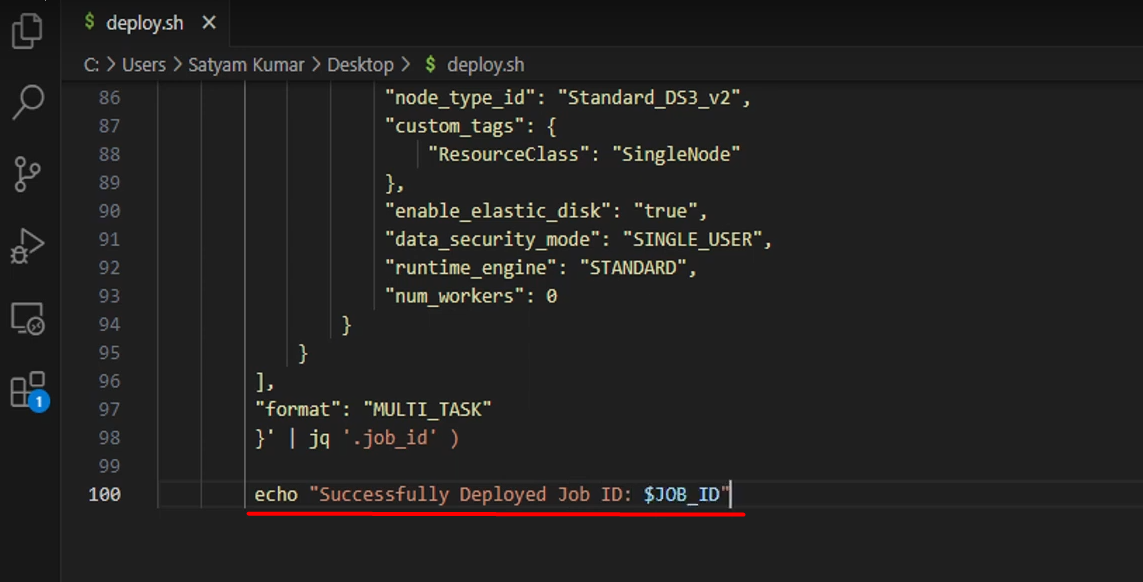 $ deploy.sh ×
C: > Users > Satyam Kumar > Desktop > $ deploy.sh
86 "node_type_id": "Standard_DS3_v2",
87 "custom_tags": {
88 "ResourceClass": "SingleNode"
89 },
90 "enable_elastic_disk": "true",
91 "data_security_mode": "SINGLE_USER",
92 "runtime_engine": "STANDARD",
93 "num_workers": 0
94 }
95 }
96 ],
97 "format": "MULTI_TASK"
98 }' | jq '.job_id' )
99
100 echo "Successfully Deployed Job ID: $JOB_ID"
1